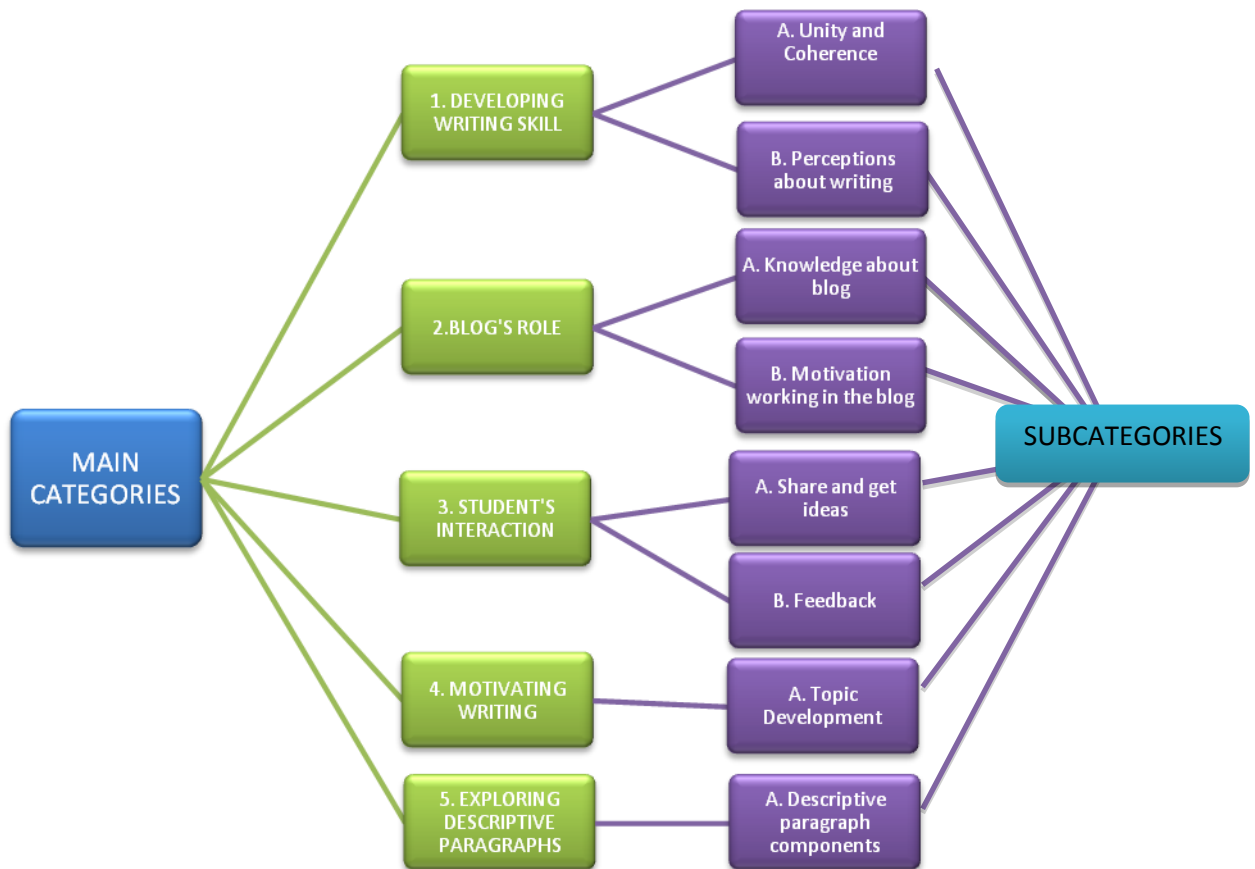 MAIN
CATEGORIES
1. DEVELOPING
WRITING SKILL
A. Unity and
Coherence
B. Perceptions
about writing
2.BLOG'S ROLE
A. Knowledge about
blog
B. Motivation
working in the blog
3. STUDENT'S
INTERACTION
A. Share and get
ideas
B. Feedback
4. MOTIVATING
WRITING
A. Topic
Development
5. EXPLORING
DESCRIPTIVE
PARAGRAPHS
A. Descriptive
paragraph
components
SUBCATEGORIES